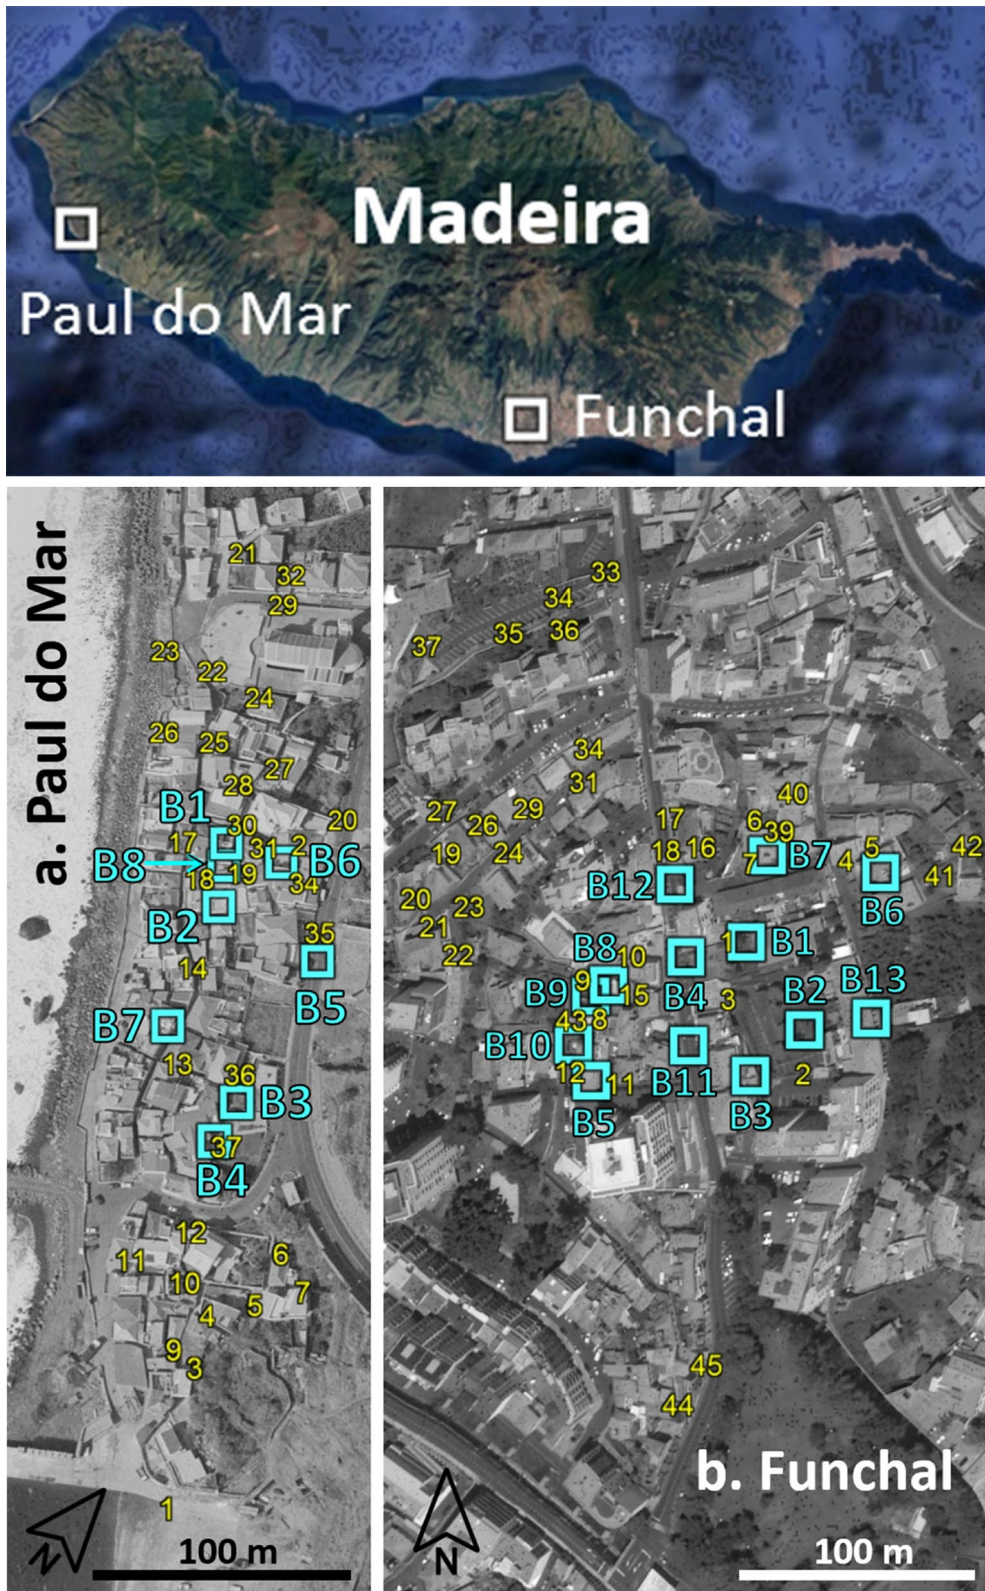 Madeira
Paul do Mar
Funchal
a. Paul do Mar
21
32
29
23
22
24
26
25
27
28
B1
30
20
17
31
2
B8
B6
18
19
34
B2
35
14
B5
B7
13
36
B3
37
B4
12
11
6
10
7
5
4
9
3
1
N
100 m
33
34
36
35
37
34
31
40
27
29
17
6
26
39
19
24
18
16
7
B7
4
5
42
B12
41
20
23
B6
21
22
B8
10
1
B1
9
B4
B2
B13
B9
15
3
43
8
B10
12
11
B11
2
B5
B3
45
44
b. Funchal
N
100 m